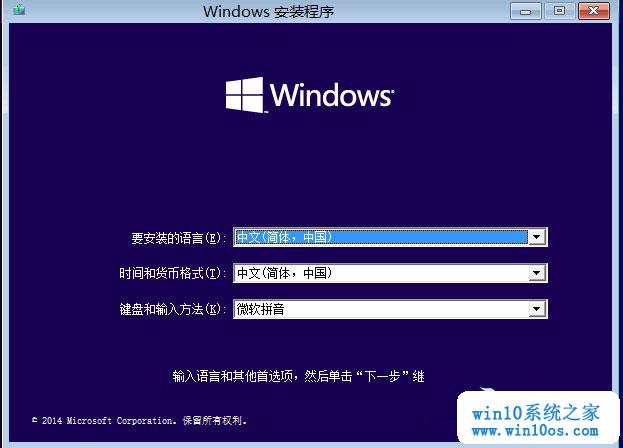 Windows 安装程序
Windows
要安装的语言(E): 中文(简体，中国)
时间和货币格式(T): 中文(简体，中国)
键盘和输入方法(K): 微软拼音
输入语言和其他首选项，然后单击“下一步”继
© 2014 Microsoft Corporation. 保留所有权利。
win10系统之家
www.win10os.com